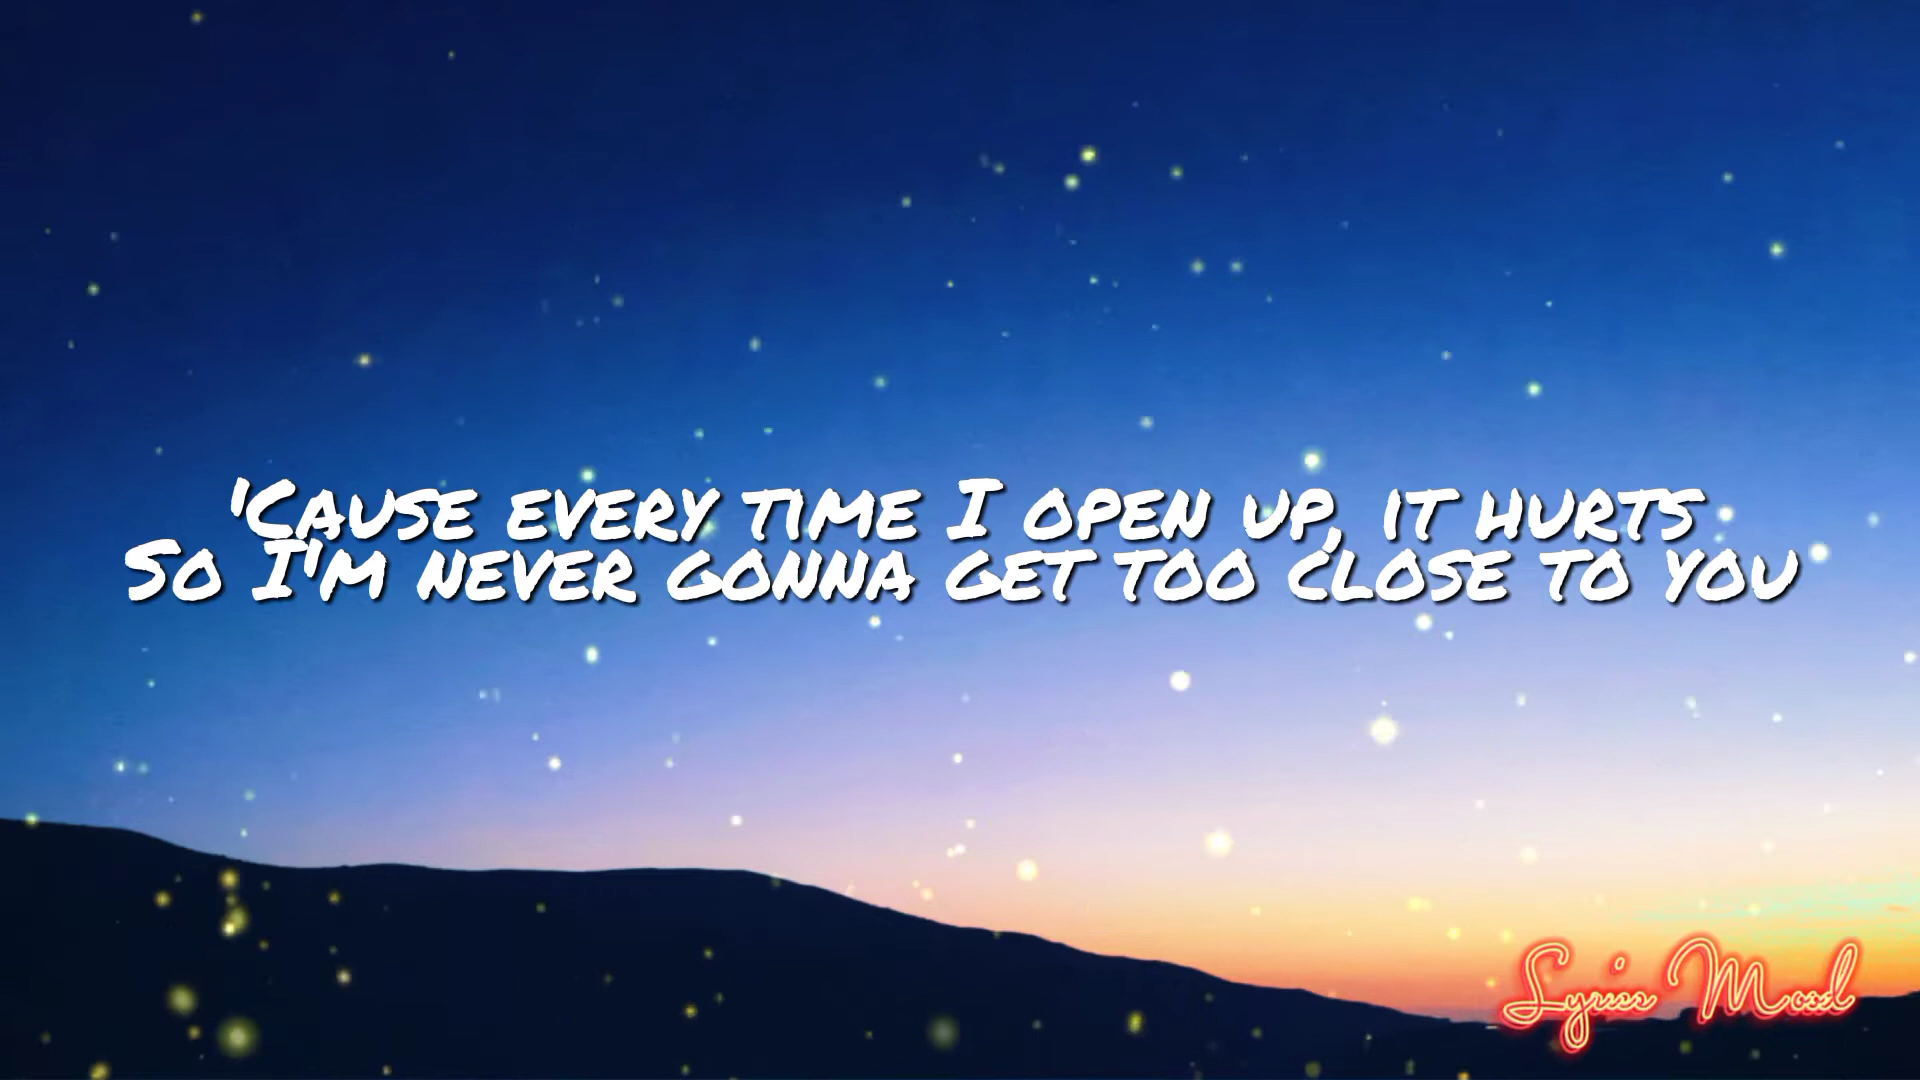 'Cause every time I open up, it hurts
So I'm never gonna get too close to you
Lyrics Mood